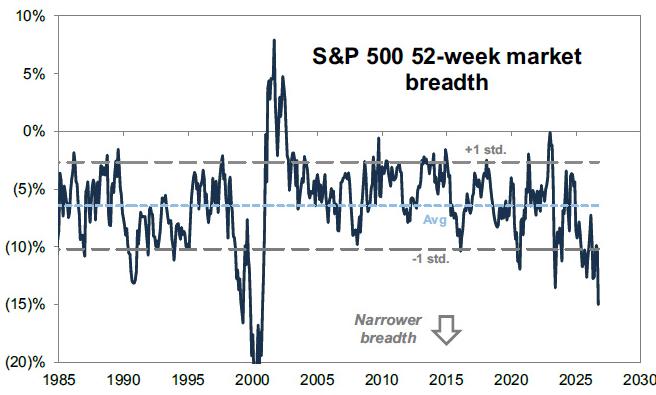 S&P 500 52-week market
breadth
10%
5%
0%
(5)%
(10)%
(15)%
(20)%
+1 std.
Avg
-1 std.
Narrower
breadth
1985 1990 1995 2000 2005 2010 2015 2020 2025 2030